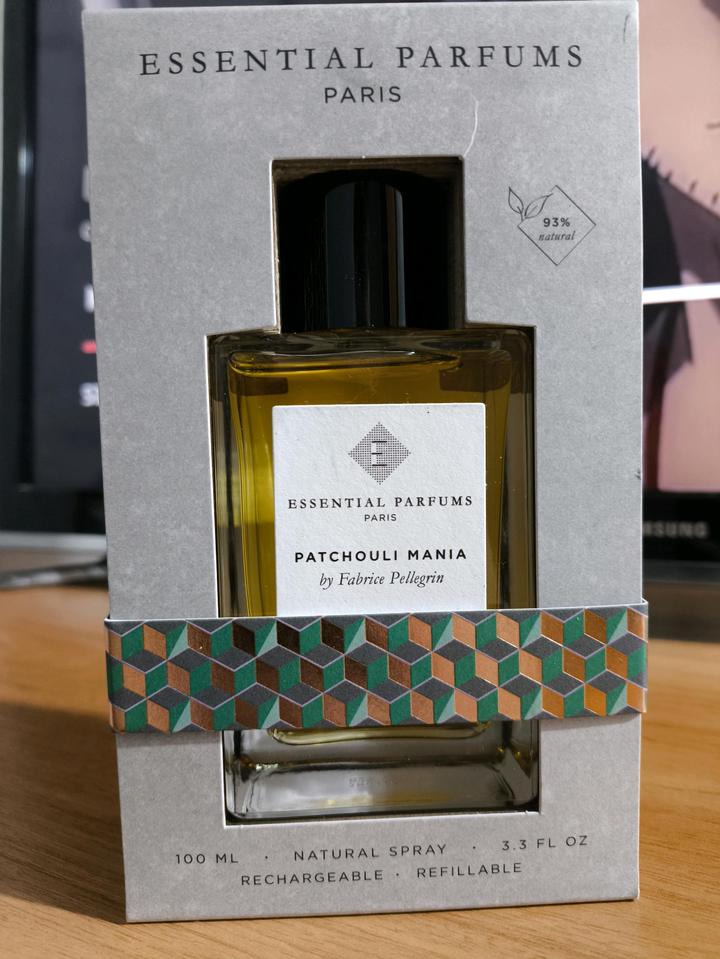 ESSENTIAL PARFUMS
PARIS
93%
natural
E
ESSENTIAL PARFUMS
PARIS
PATCHOULI MANIA
by Fabrice Pellegrin
100 ML · NATURAL SPRAY · 3.3 FL OZ
RECHARGEABLE · REFILLABLE